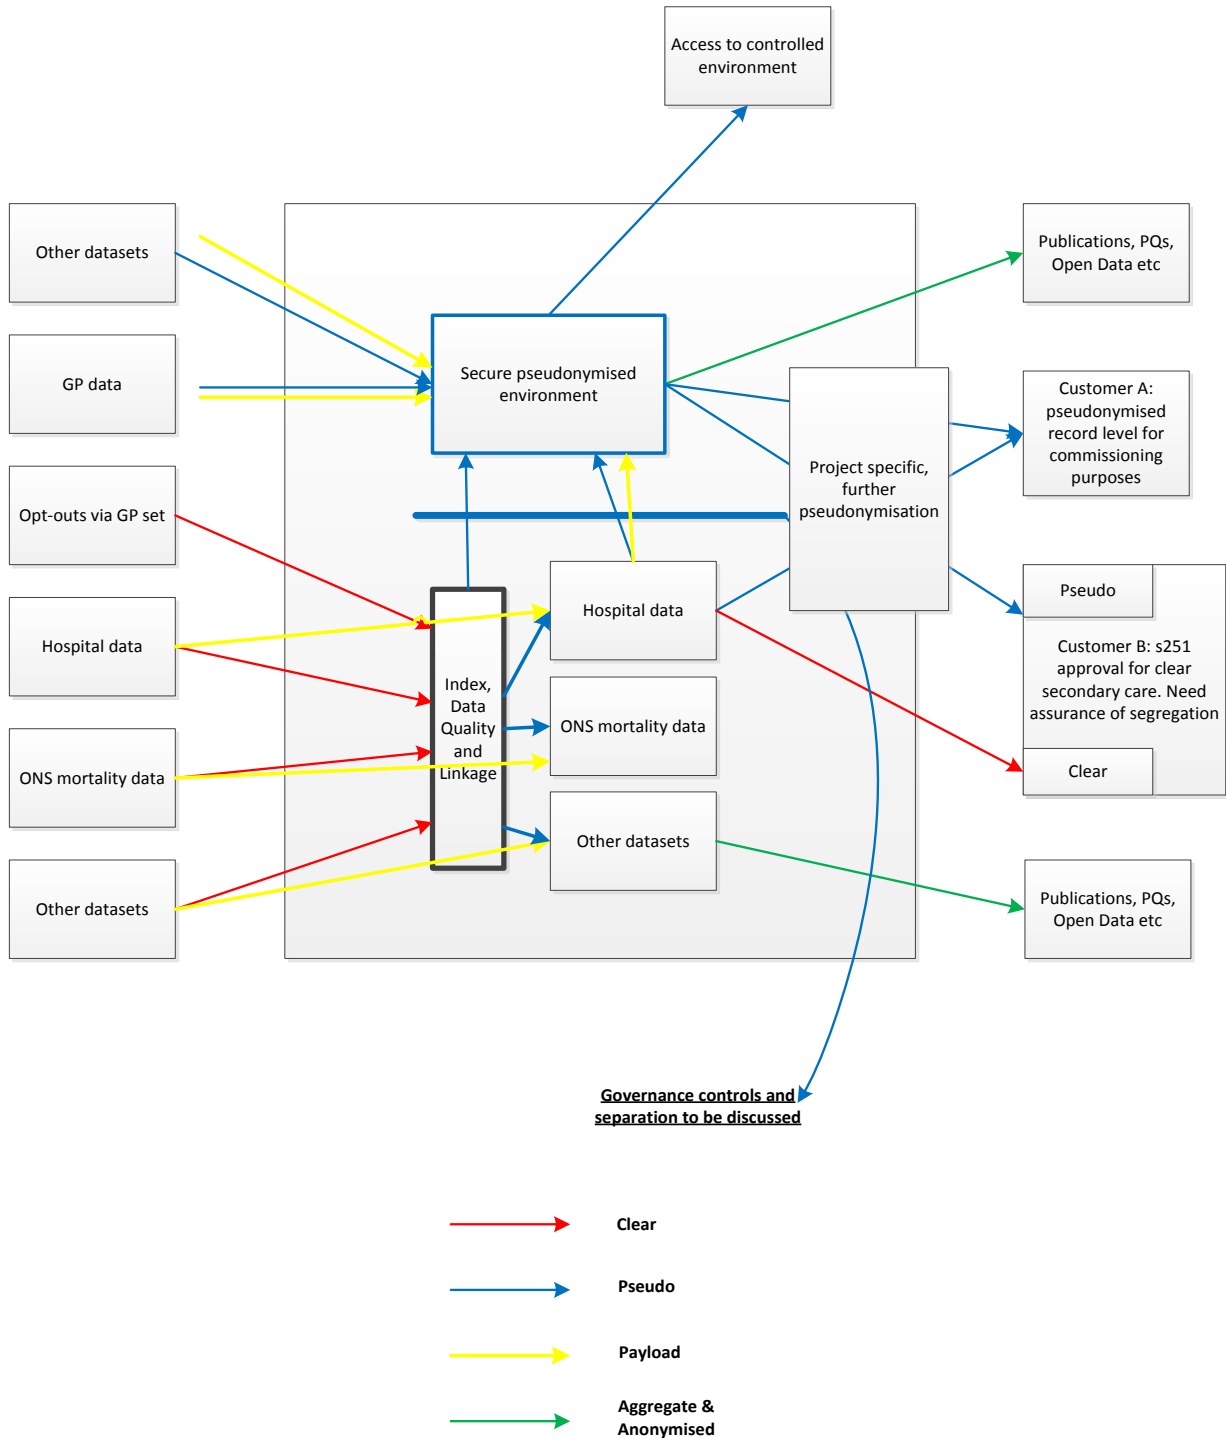 Access to controlled
environment
Other datasets
GP data
Opt-outs via GP set
Hospital data
ONS mortality data
Other datasets
Secure pseudonymised
environment
Index,
Data
Quality
and
Linkage
Hospital data
ONS mortality data
Other datasets
Project specific,
further
pseudonymisation
Publications, PQs,
Open Data etc
Customer A:
pseudonymised
record level for
commissioning
purposes
Pseudo
Customer B: s251
approval for clear
secondary care. Need
assurance of segregation
Clear
Publications, PQs,
Open Data etc
Governance controls and
separation to be discussed
Clear
Pseudo
Payload
Aggregate &
Anonymised